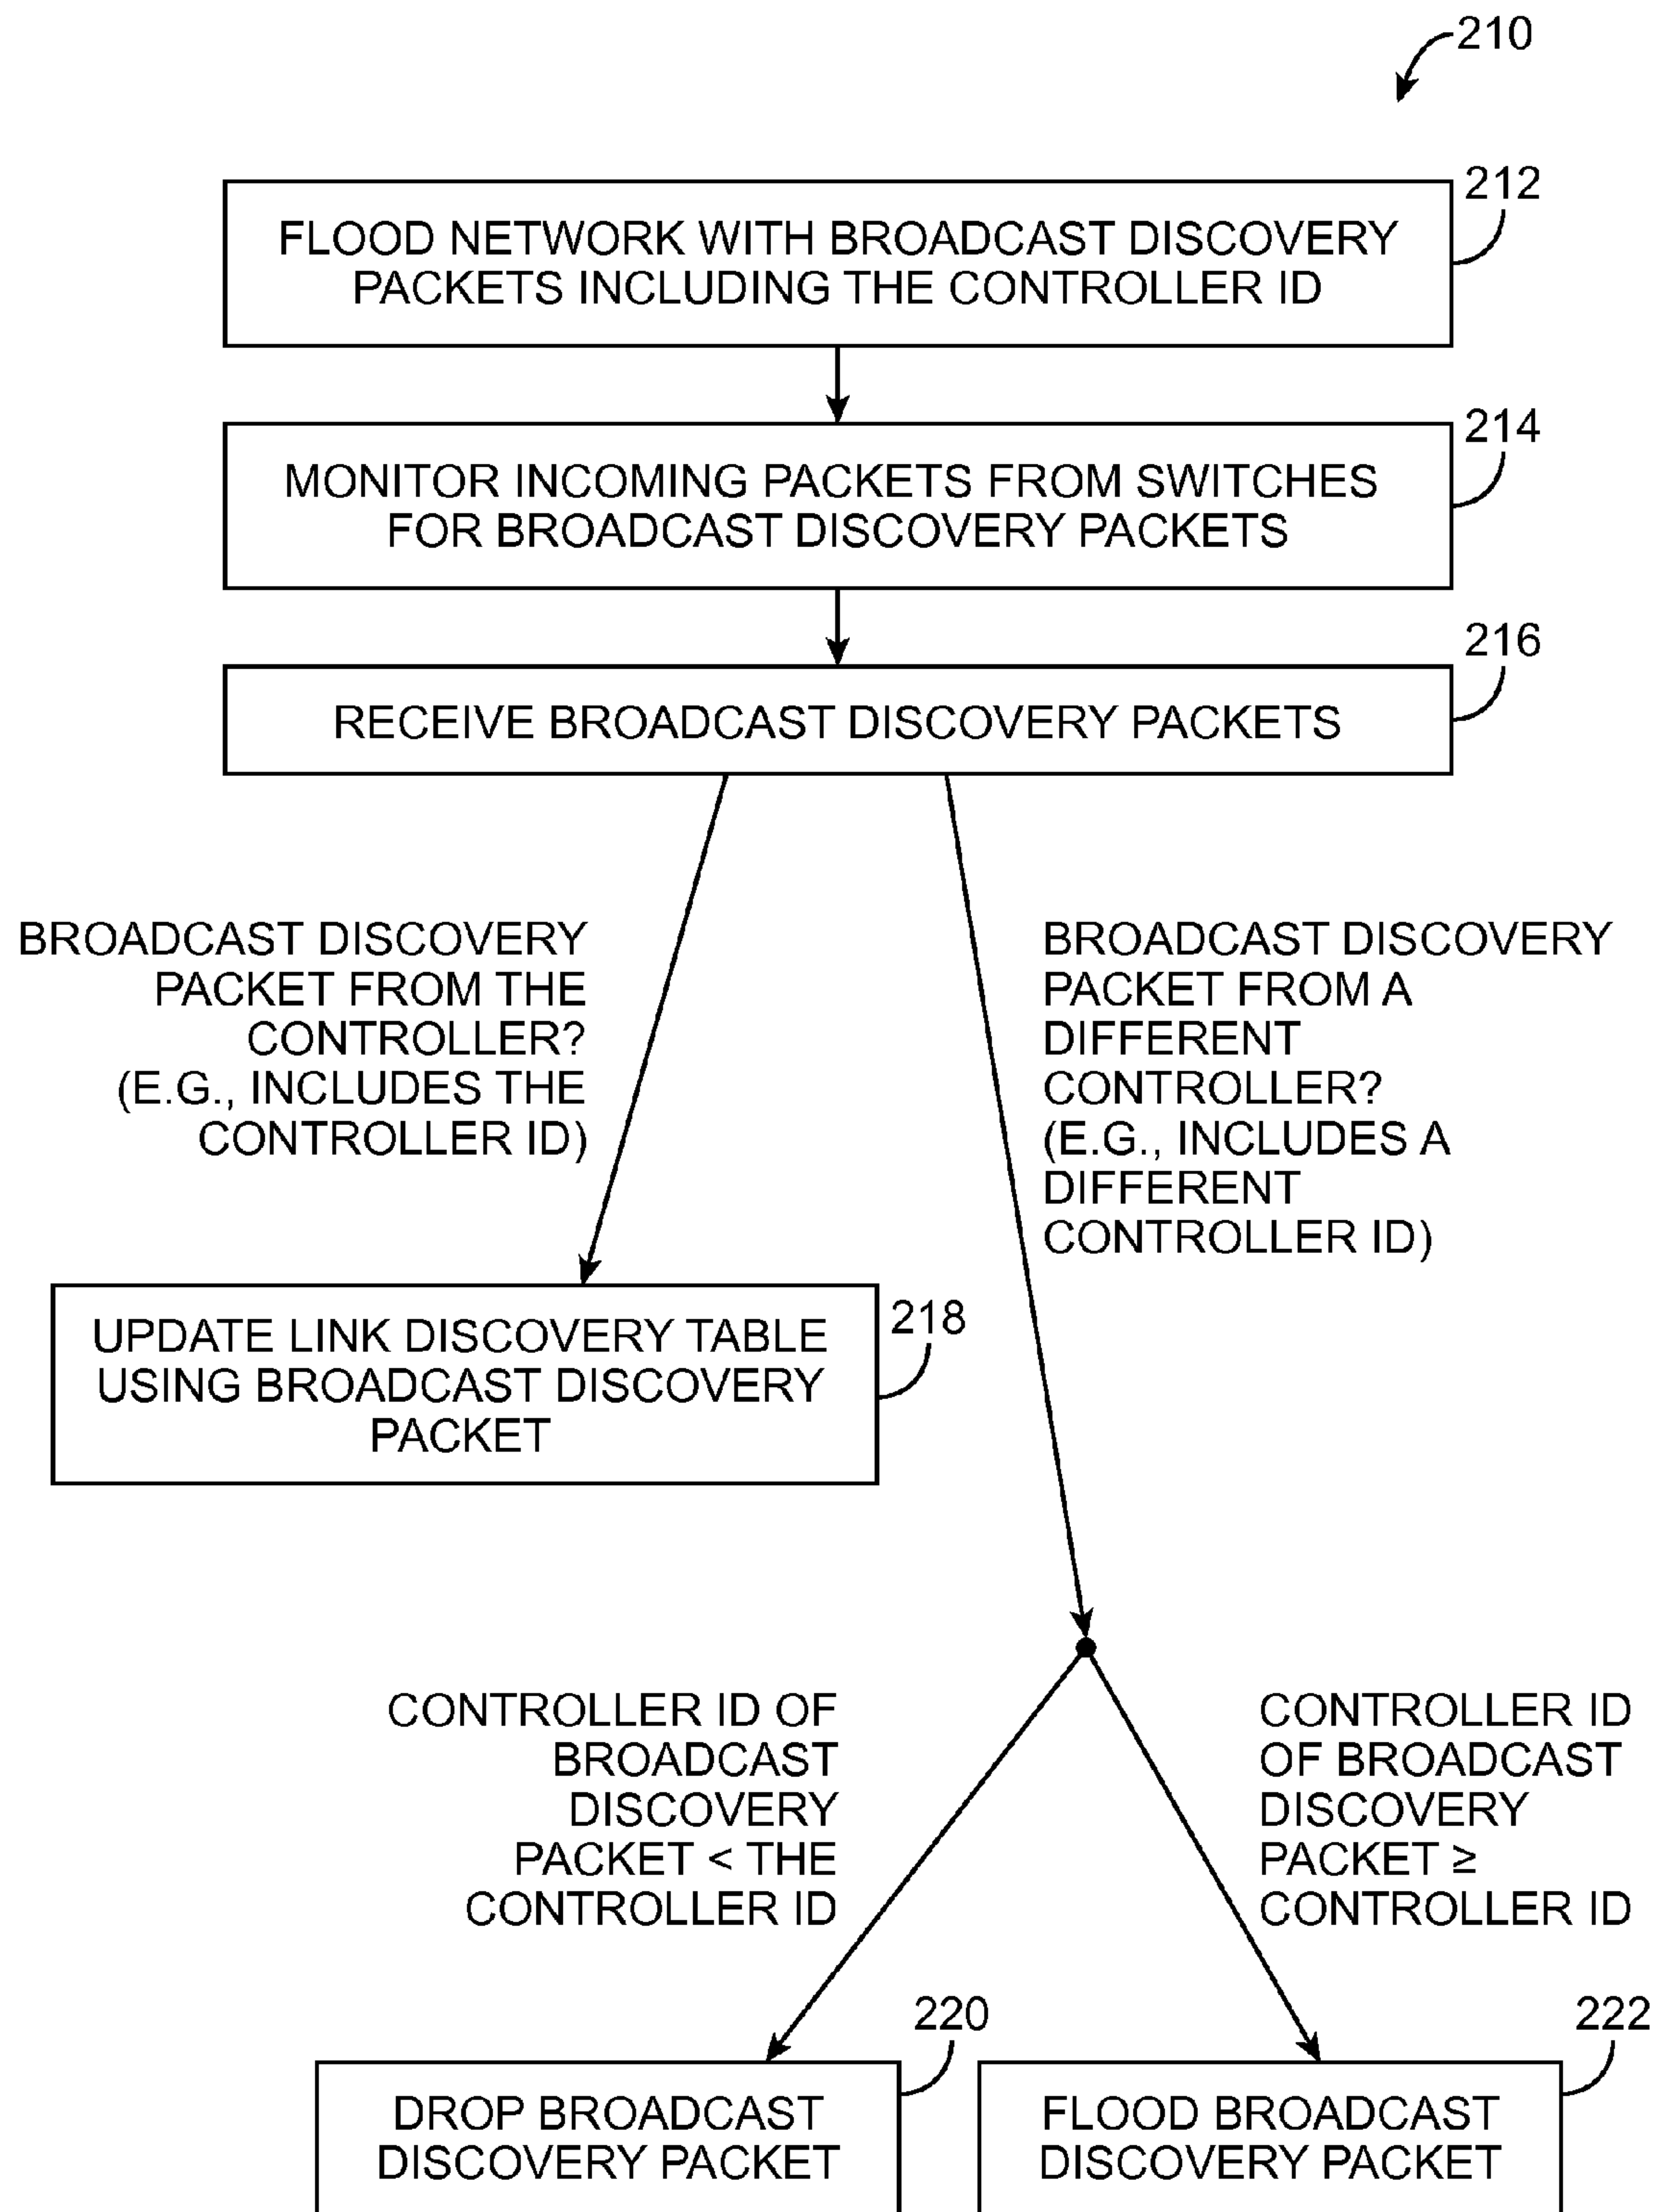 210
212
FLOOD NETWORK WITH BROADCAST DISCOVERY
PACKETS INCLUDING THE CONTROLLER ID
214
MONITOR INCOMING PACKETS FROM SWITCHES
FOR BROADCAST DISCOVERY PACKETS
216
RECEIVE BROADCAST DISCOVERY PACKETS
BROADCAST DISCOVERY
PACKET FROM THE
CONTROLLER?
(E.G., INCLUDES THE
CONTROLLER ID)
BROADCAST DISCOVERY
PACKET FROM A
DIFFERENT
CONTROLLER?
(E.G., INCLUDES A
DIFFERENT
CONTROLLER ID)
218
UPDATE LINK DISCOVERY TABLE
USING BROADCAST DISCOVERY
PACKET
CONTROLLER ID OF
BROADCAST
DISCOVERY
PACKET < THE
CONTROLLER ID
CONTROLLER ID
OF BROADCAST
DISCOVERY
PACKET ≥
CONTROLLER ID
220
DROP BROADCAST
DISCOVERY PACKET
222
FLOOD BROADCAST
DISCOVERY PACKET